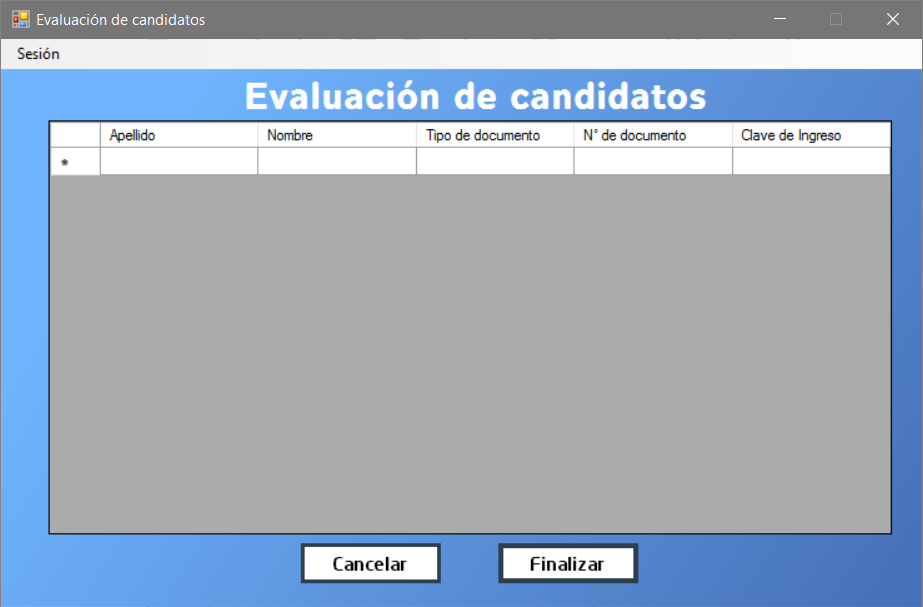 Evaluación de candidatos
Sesión
Evaluación de candidatos
Apellido Nombre Tipo de documento N° de documento Clave de Ingreso
*
Cancelar Finalizar